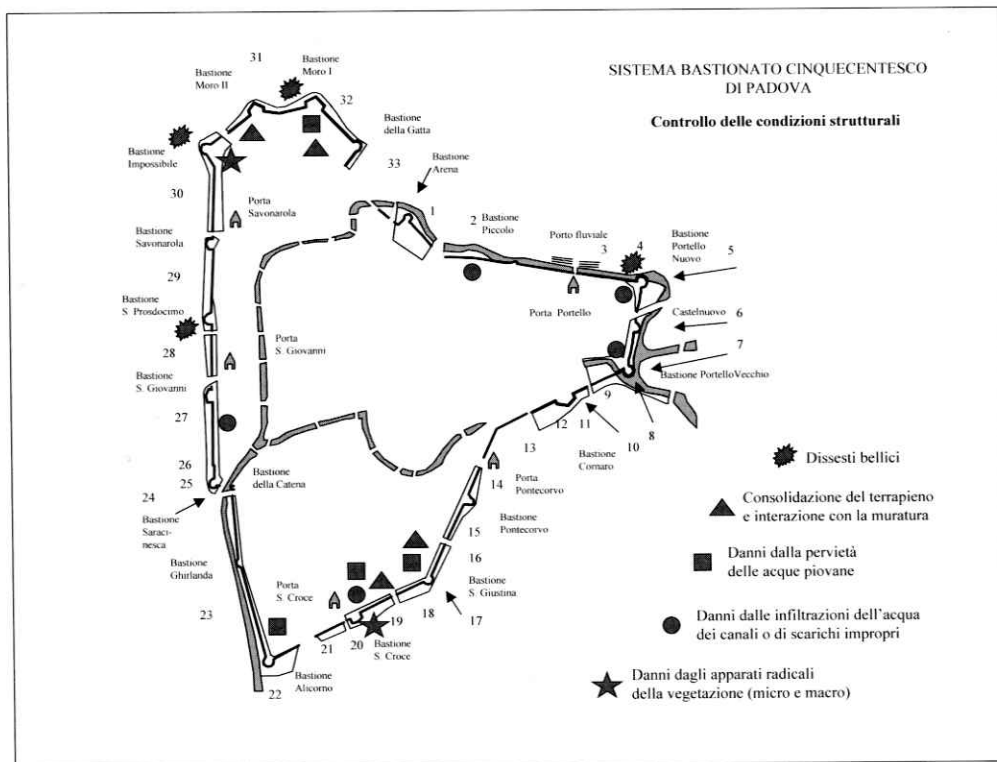 SISTEMA BASTIONATO CINQUECENTESCO
DI PADOVA
Controllo delle condizioni strutturali
31
Bastione
Moro I
Bastione
Moro II
32
Bastione
della Gatta
33
Bastione
Arena
1
Bastione
Impossibile
30
Porta
Savonarola
2
Bastione
Piccolo
Porto fluviale
3
4
Bastione
Portello
Nuovo
5
Bastione
Savonarola
29
Bastione
S. Prosdocimo
28
Porta
S. Giovanni
Porta Portello
Castelnuovo
6
7
Bastione PortelloVecchio
Bastione
S. Giovanni
27
26
25
24
Bastione
della Catena
Bastione
Saraci-
nesca
9
8
10
11
12
13
Bastione
Cornaro
Porta
Pontecorvo
14
15
Bastione
Pontecorvo
16
Bastione
S. Giustina
17
18
Bastione
Ghirlanda
23
Porta
S. Croce
19
20
21
Bastione
S. Croce
Bastione
Alicorno
22
Dissesti bellici
Consolidazione del terrapieno
e interazione con la muratura
Danni dalla pervietà
delle acque piovane
Danni dalle infiltrazioni dell'acqua
dei canali o di scarichi impropri
Danni dagli apparati radicali
della vegetazione (micro e macro)